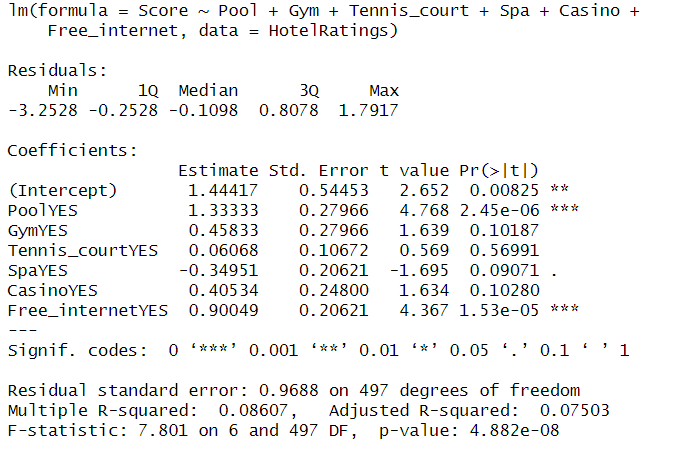 lm(formula = Score ~ Pool + Gym + Tennis_court + Spa + Casino +
    Free_internet, data = HotelRatings)

Residuals:
    Min      1Q  Median      3Q     Max
-3.2528 -0.2528 -0.1098  0.8078  1.7917

Coefficients:
                 Estimate Std. Error t value Pr(>|t|)
(Intercept)       1.44417    0.54453   2.652  0.00825 **
PoolYES           1.33333    0.27966   4.768 2.45e-06 ***
GymYES            0.45833    0.27966   1.639  0.10187
Tennis_courtYES   0.06068    0.10672   0.569  0.56991
SpaYES           -0.34951    0.20621  -1.695  0.09071 .
CasinoYES         0.40534    0.24800   1.634  0.10280
Free_internetYES  0.90049    0.20621   4.367 1.53e-05 ***
---
Signif. codes:  0 ‘***’ 0.001 ‘**’ 0.01 ‘*’ 0.05 ‘.’ 0.1 ‘ ’ 1

Residual standard error: 0.9688 on 497 degrees of freedom
Multiple R-squared:  0.08607,   Adjusted R-squared:  0.07503
F-statistic: 7.801 on 6 and 497 DF,  p-value: 4.882e-08